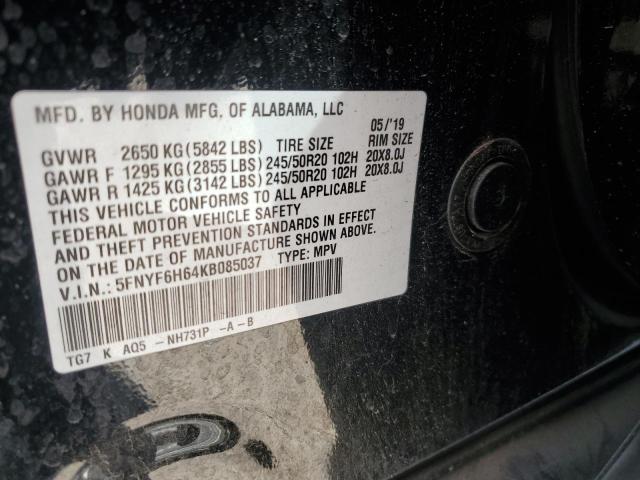 MFD. BY HONDA MFG. OF ALABAMA, LLC 05/'19
GVWR 2650 KG (5842 LBS) TIRE SIZE RIM SIZE
GAWR F 1295 KG (2855 LBS) 245/50R20 102H 20X8.0J
GAWR R 1425 KG (3142 LBS) 245/50R20 102H 20X8.0J
THIS VEHICLE CONFORMS TO ALL APPLICABLE
FEDERAL MOTOR VEHICLE SAFETY
AND THEFT PREVENTION STANDARDS IN EFFECT
ON THE DATE OF MANUFACTURE SHOWN ABOVE.
V.I.N.: 5FNYF6H64KB085037 TYPE: MPV
TG7 K AQ5 -NH731P -A-B